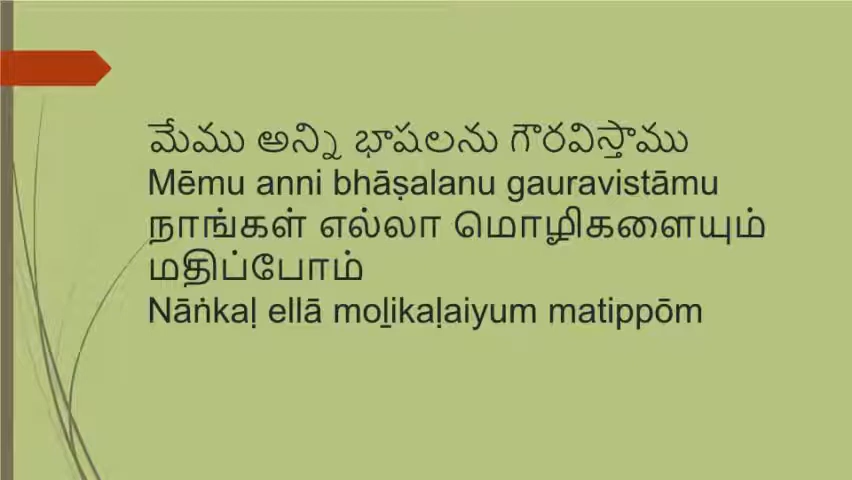 మేము అన్ని భాషలను గౌరవిస్తాము
Mēmu anni bhāṣalanu gauravistāmu
நாங்கள் எல்லா மொழிகளையும்
மதிப்போம்
Nāṅkaḷ ellā moḻikaḷaiyum matippōm